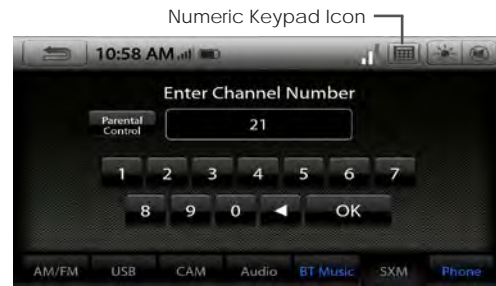 Numeric Keypad Icon
10:58 AM
Enter Channel Number
Parental
Control
21
1 2 3 4 5 6 7
8 9 0 ◄ OK
AM/FM USB CAM Audio BT Music SXM Phone